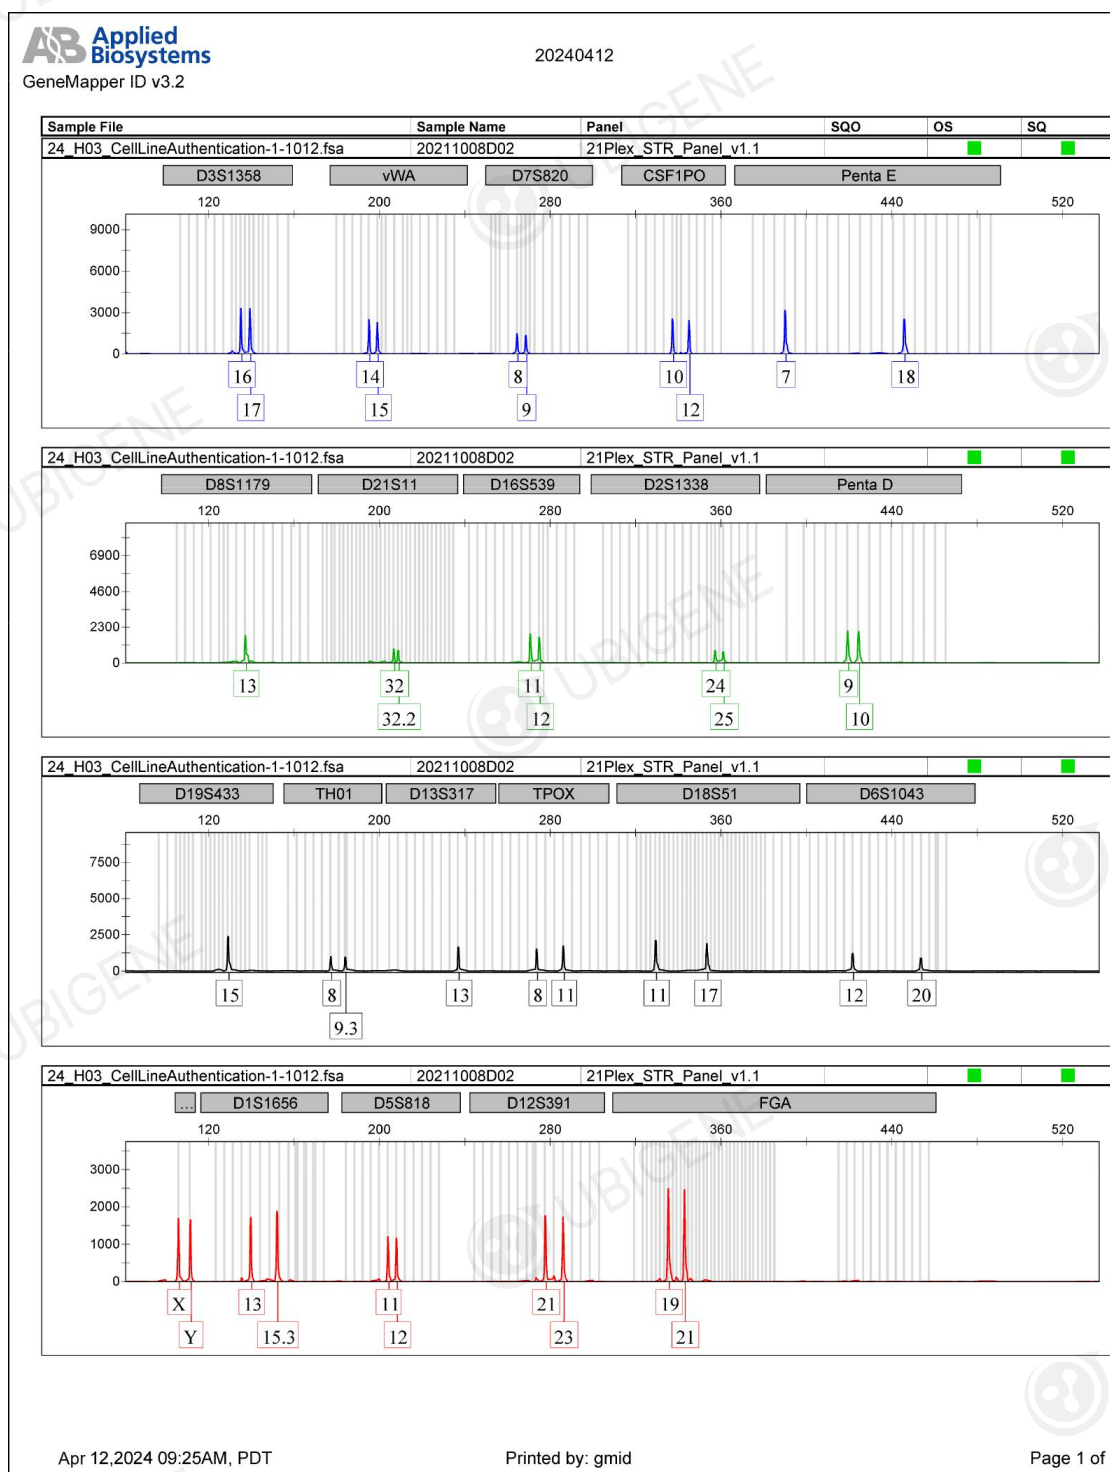 AB Applied
Biosystems
20240412
GeneMapper ID v3.2
Sample File Sample Name Panel SQO OS SQ
24_H03_CellLineAuthentication-1-1012.fsa 20211008D02 21Plex_STR_Panel_v1.1
D3S1358 vWA D7S820 CSF1PO Penta E
120 200 280 360 440 520
9000
6000
3000
0
16 14 8 10 7 18
17 15 9 12
24_H03_CellLineAuthentication-1-1012.fsa 20211008D02 21Plex_STR_Panel_v1.1
D8S1179 D21S11 D16S539 D2S1338 Penta D
120 200 280 360 440 520
6900
4600
2300
0
13 32 11 24 9
32.2 12 25 10
24_H03_CellLineAuthentication-1-1012.fsa 20211008D02 21Plex_STR_Panel_v1.1
D19S433 TH01 D13S317 TPOX D18S51 D6S1043
120 200 280 360 440 520
7500
5000
2500
0
15 8 13 8 11 11 17 12 20
9.3
24_H03_CellLineAuthentication-1-1012.fsa 20211008D02 21Plex_STR_Panel_v1.1
... D1S1656 D5S818 D12S391 FGA
120 200 280 360 440 520
3000
2000
1000
0
X 13 11 21 19
Y 15.3 12 23 21
Apr 12,2024 09:25AM, PDT Printed by: gmid Page 1 of
UBIGENE
UBIGENE
UBIGENE
UBIGENE
UBIGENE